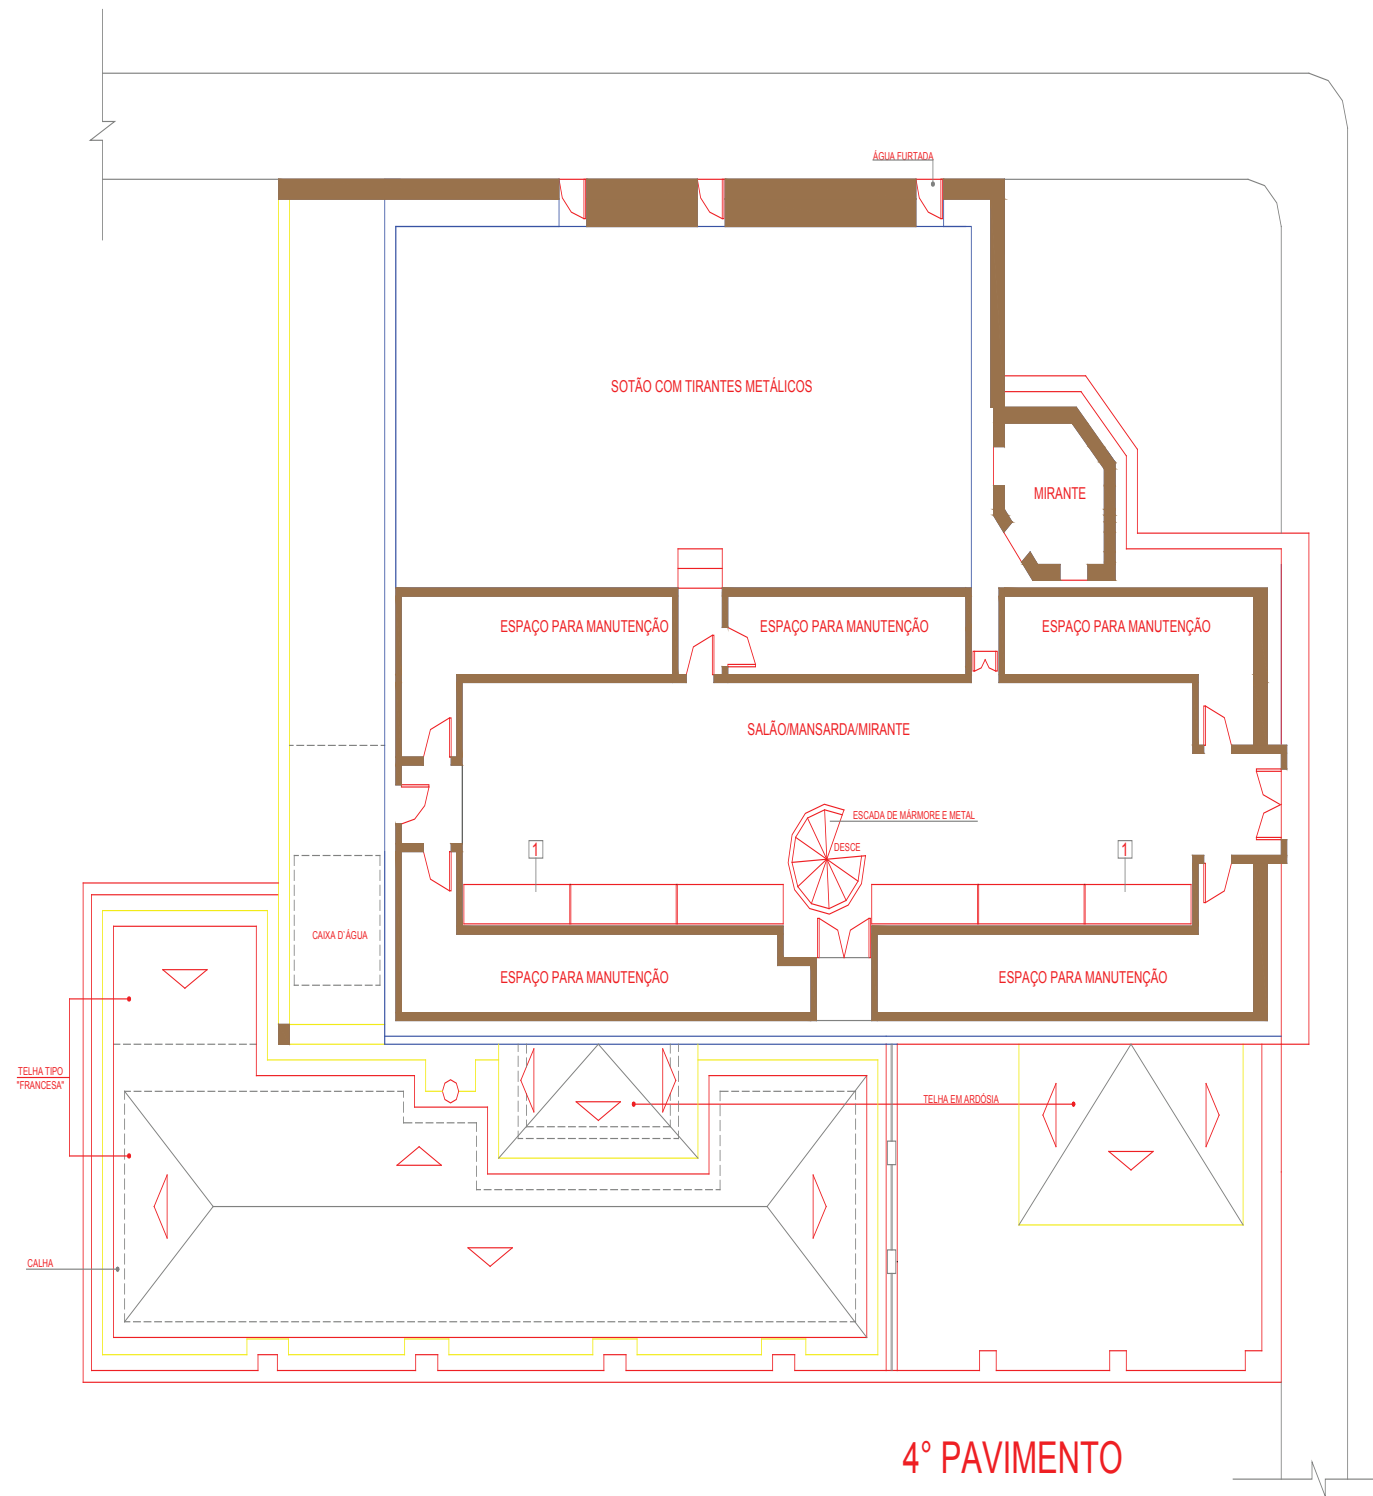 ÁGUA FURTADA
SOTÃO COM TIRANTES METÁLICOS
MIRANTE
ESPAÇO PARA MANUTENÇÃO
ESPAÇO PARA MANUTENÇÃO
ESPAÇO PARA MANUTENÇÃO
SALÃO/MANSARDA/MIRANTE
ESCADA DE MÁRMORE E METAL
DESCE
1
1
CAIXA D'ÁGUA
ESPAÇO PARA MANUTENÇÃO
ESPAÇO PARA MANUTENÇÃO
TELHA TIPO
"FRANCESA"
TELHA EM ARDÓSIA
CALHA
4° PAVIMENTO